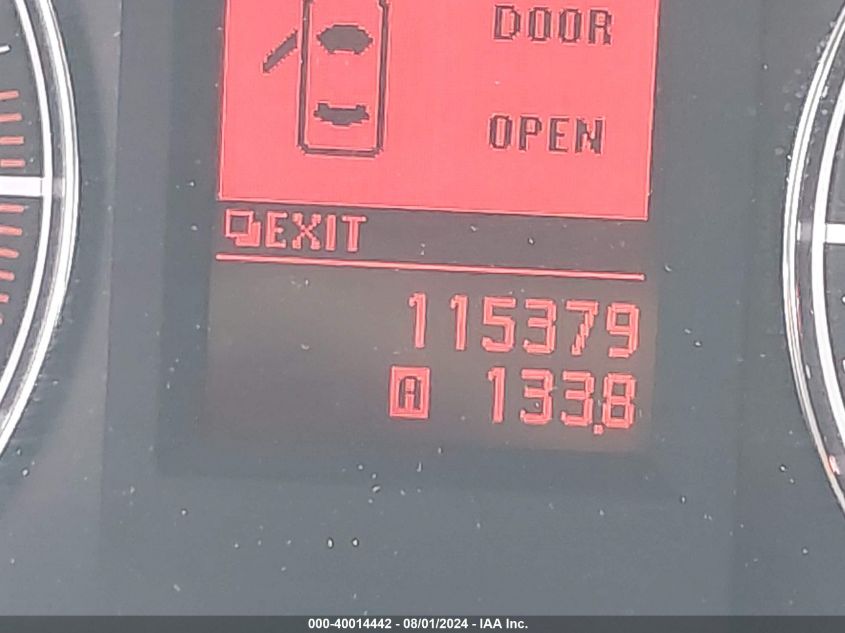 DOOR
OPEN
EXIT
115379
A 133.8
000-40014442 - 08/01/2024 - IAA Inc.